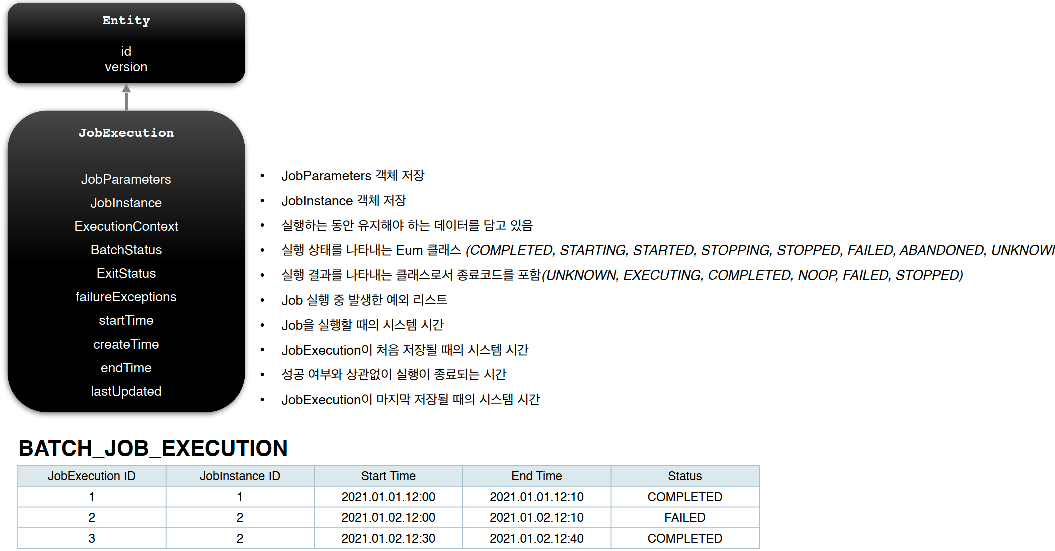 Entity
id
version
JobExecution
JobParameters
JobInstance
ExecutionContext
BatchStatus
ExitStatus
failureExceptions
startTime
createTime
endTime
lastUpdated
• JobParameters 객체 저장
• JobInstance 객체 저장
• 실행하는 동안 유지해야 하는 데이터를 담고 있음
• 실행 상태를 나타내는 Eum 클래스 (COMPLETED, STARTING, STARTED, STOPPING, STOPPED, FAILED, ABANDONED, UNKNOWI
• 실행 결과를 나타내는 클래스로서 종료코드를 포함(UNKNOWN, EXECUTING, COMPLETED, NOOP, FAILED, STOPPED)
• Job 실행 중 발생한 예외 리스트
• Job을 실행할 때의 시스템 시간
• JobExecution이 처음 저장될 때의 시스템 시간
• 성공 여부와 상관없이 실행이 종료되는 시간
• JobExecution이 마지막 저장될 때의 시스템 시간
BATCH_JOB_EXECUTION
JobExecution ID JobInstance ID Start Time End Time Status
1 1 2021.01.01.12:00 2021.01.01.12:10 COMPLETED
2 2 2021.01.02.12:00 2021.01.02.12:10 FAILED
3 2 2021.01.02.12:30 2021.01.02.12:40 COMPLETED